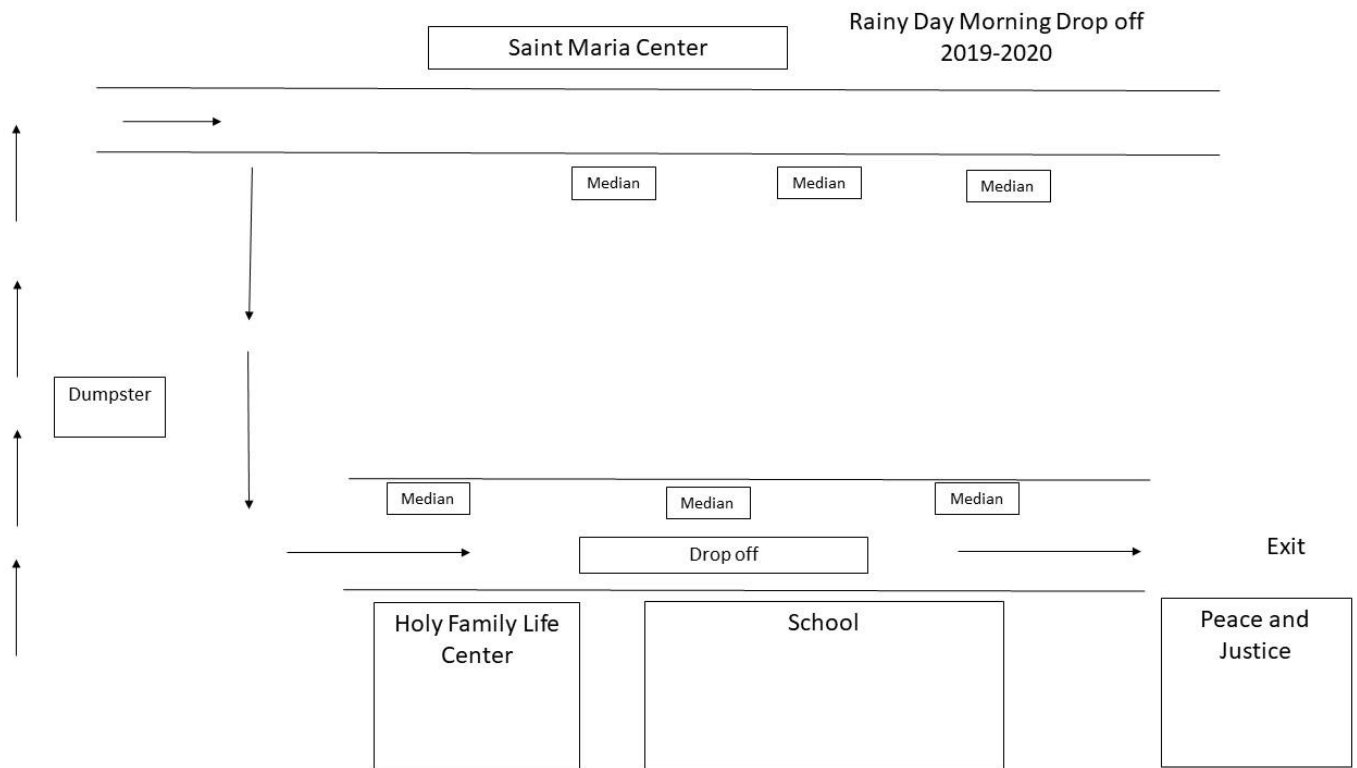 Rainy Day Morning Drop off
2019-2020
Saint Maria Center
Median
Median
Median
Dumpster
Median
Median
Median
Drop off
Exit
Holy Family Life
Center
School
Peace and
Justice